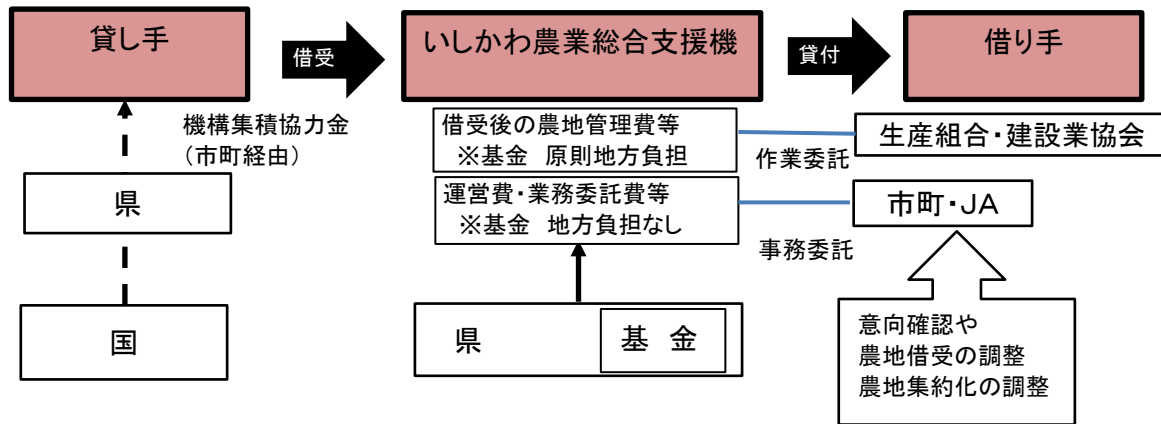 貸し手
借受
いしかわ農業総合支援機
貸付
借り手
機構集積協力金
（市町経由）
借受後の農地管理費等
※基金　原則地方負担
作業委託
生産組合・建設業協会
県
運営費・業務委託費等
※基金　地方負担なし
事務委託
市町・ＪＡ
国
県
基　金
意向確認や
農地借受の調整
農地集約化の調整